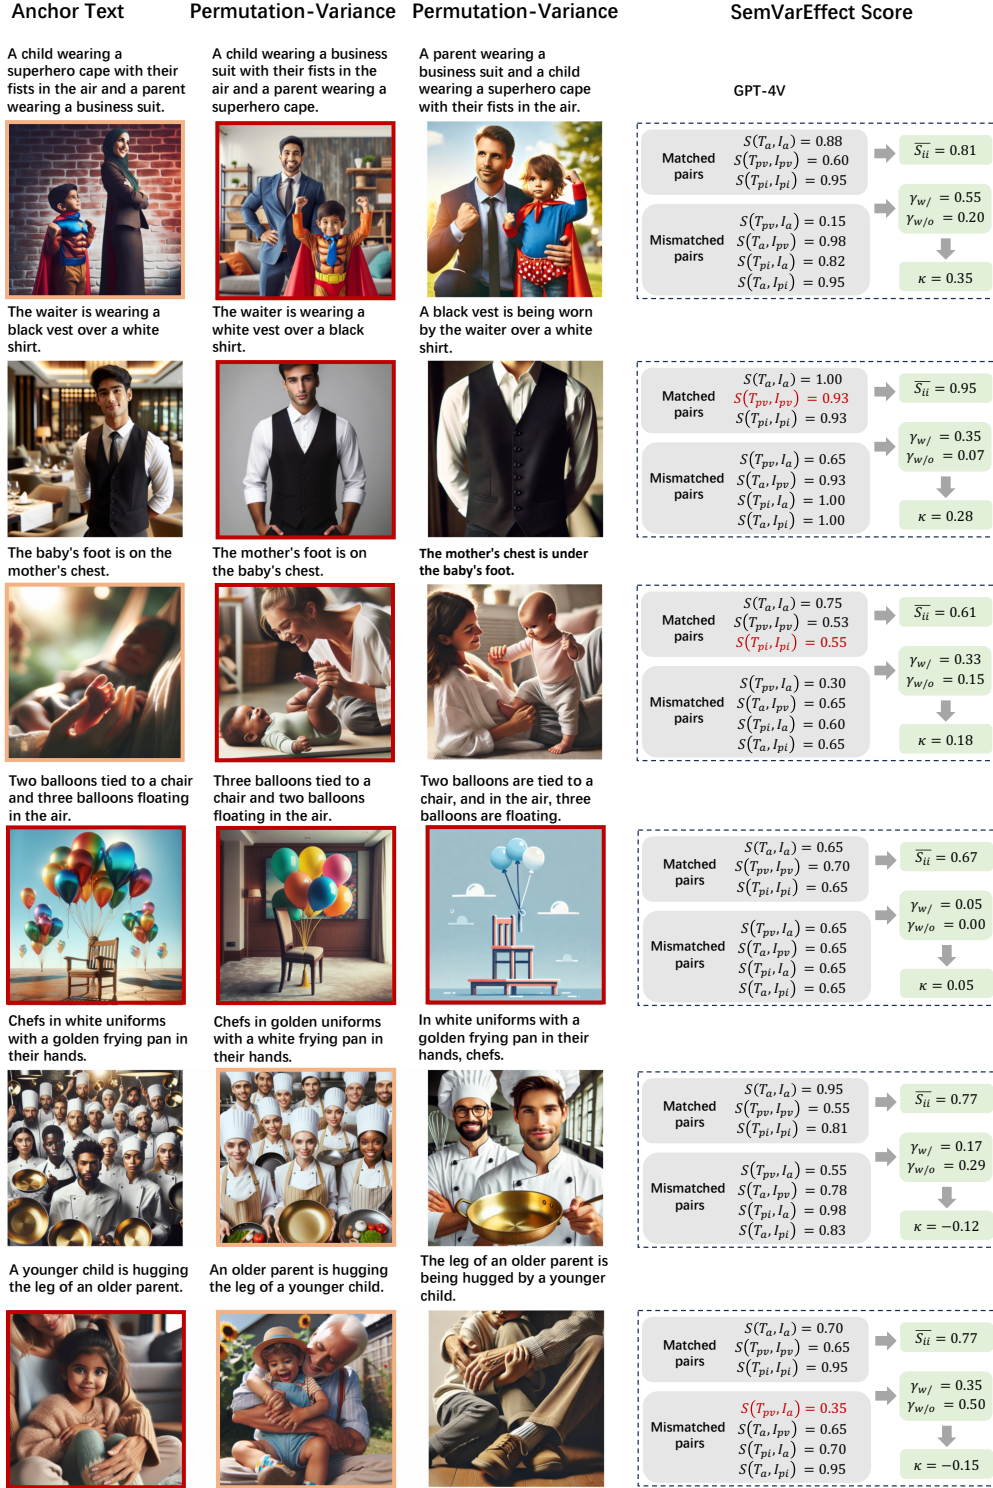 Anchor Text
Permutation-Variance
Permutation-Variance
SemVarEffect Score
A child wearing a
superhero cape with their
fists in the air and a parent
wearing a business suit.
A child wearing a business
suit with their fists in the
air and a parent wearing a
superhero cape.
A parent wearing a
business suit and a child
wearing a superhero cape
with their fists in the air.
GPT-4V
Matched
pairs
S(Tₐ, Iₐ) = 0.88
S(Tₚᵥ, Iₚᵥ) = 0.60
S(Tₚᵢ, Iₚᵢ) = 0.95
S̅ᵢᵢ = 0.81
Mismatched
pairs
S(Tₚᵥ, Iₐ) = 0.15
S(Tₐ, Iₚᵥ) = 0.98
S(Tₚᵢ, Iₐ) = 0.82
S(Tₐ, Iₚᵢ) = 0.95
γw/ = 0.55
γw/o = 0.20
κ = 0.35
The waiter is wearing a
black vest over a white
shirt.
The waiter is wearing a
white vest over a black
shirt.
A black vest is being worn
by the waiter over a white
shirt.
Matched
pairs
S(Tₐ, Iₐ) = 1.00
S(Tₚᵥ, Iₚᵥ) = 0.93
S(Tₚᵢ, Iₚᵢ) = 0.93
S̅ᵢᵢ = 0.95
Mismatched
pairs
S(Tₚᵥ, Iₐ) = 0.65
S(Tₐ, Iₚᵥ) = 0.93
S(Tₚᵢ, Iₐ) = 1.00
S(Tₐ, Iₚᵢ) = 1.00
γw/ = 0.35
γw/o = 0.07
κ = 0.28
The baby's foot is on the
mother's chest.
The mother's foot is on
the baby's chest.
The mother's chest is under
the baby's foot.
Matched
pairs
S(Tₐ, Iₐ) = 0.75
S(Tₚᵥ, Iₚᵥ) = 0.53
S(Tₚᵢ, Iₚᵢ) = 0.55
S̅ᵢᵢ = 0.61
Mismatched
pairs
S(Tₚᵥ, Iₐ) = 0.30
S(Tₐ, Iₚᵥ) = 0.65
S(Tₚᵢ, Iₐ) = 0.60
S(Tₐ, Iₚᵢ) = 0.65
γw/ = 0.33
γw/o = 0.15
κ = 0.18
Two balloons tied to a chair
and three balloons floating
in the air.
Three balloons tied to a
chair and two balloons
floating in the air.
Two balloons are tied to a
chair, and in the air, three
balloons are floating.
Matched
pairs
S(Tₐ, Iₐ) = 0.65
S(Tₚᵥ, Iₚᵥ) = 0.70
S(Tₚᵢ, Iₚᵢ) = 0.65
S̅ᵢᵢ = 0.67
Mismatched
pairs
S(Tₚᵥ, Iₐ) = 0.65
S(Tₐ, Iₚᵥ) = 0.65
S(Tₚᵢ, Iₐ) = 0.65
S(Tₐ, Iₚᵢ) = 0.65
γw/ = 0.05
γw/o = 0.00
κ = 0.05
Chefs in white uniforms
with a golden frying pan in
their hands.
Chefs in golden uniforms
with a white frying pan in
their hands.
In white uniforms with a
golden frying pan in their
hands, chefs.
Matched
pairs
S(Tₐ, Iₐ) = 0.95
S(Tₚᵥ, Iₚᵥ) = 0.55
S(Tₚᵢ, Iₚᵢ) = 0.81
S̅ᵢᵢ = 0.77
Mismatched
pairs
S(Tₚᵥ, Iₐ) = 0.55
S(Tₐ, Iₚᵥ) = 0.78
S(Tₚᵢ, Iₐ) = 0.98
S(Tₐ, Iₚᵢ) = 0.83
γw/ = 0.17
γw/o = 0.29
κ = −0.12
A younger child is hugging
the leg of an older parent.
An older parent is hugging
the leg of a younger child.
The leg of an older parent is
being hugged by a younger
child.
Matched
pairs
S(Tₐ, Iₐ) = 0.70
S(Tₚᵥ, Iₚᵥ) = 0.65
S(Tₚᵢ, Iₚᵢ) = 0.95
S̅ᵢᵢ = 0.77
Mismatched
pairs
S(Tₚᵥ, Iₐ) = 0.35
S(Tₐ, Iₚᵥ) = 0.65
S(Tₚᵢ, Iₐ) = 0.70
S(Tₐ, Iₚᵢ) = 0.95
γw/ = 0.35
γw/o = 0.50
κ = −0.15